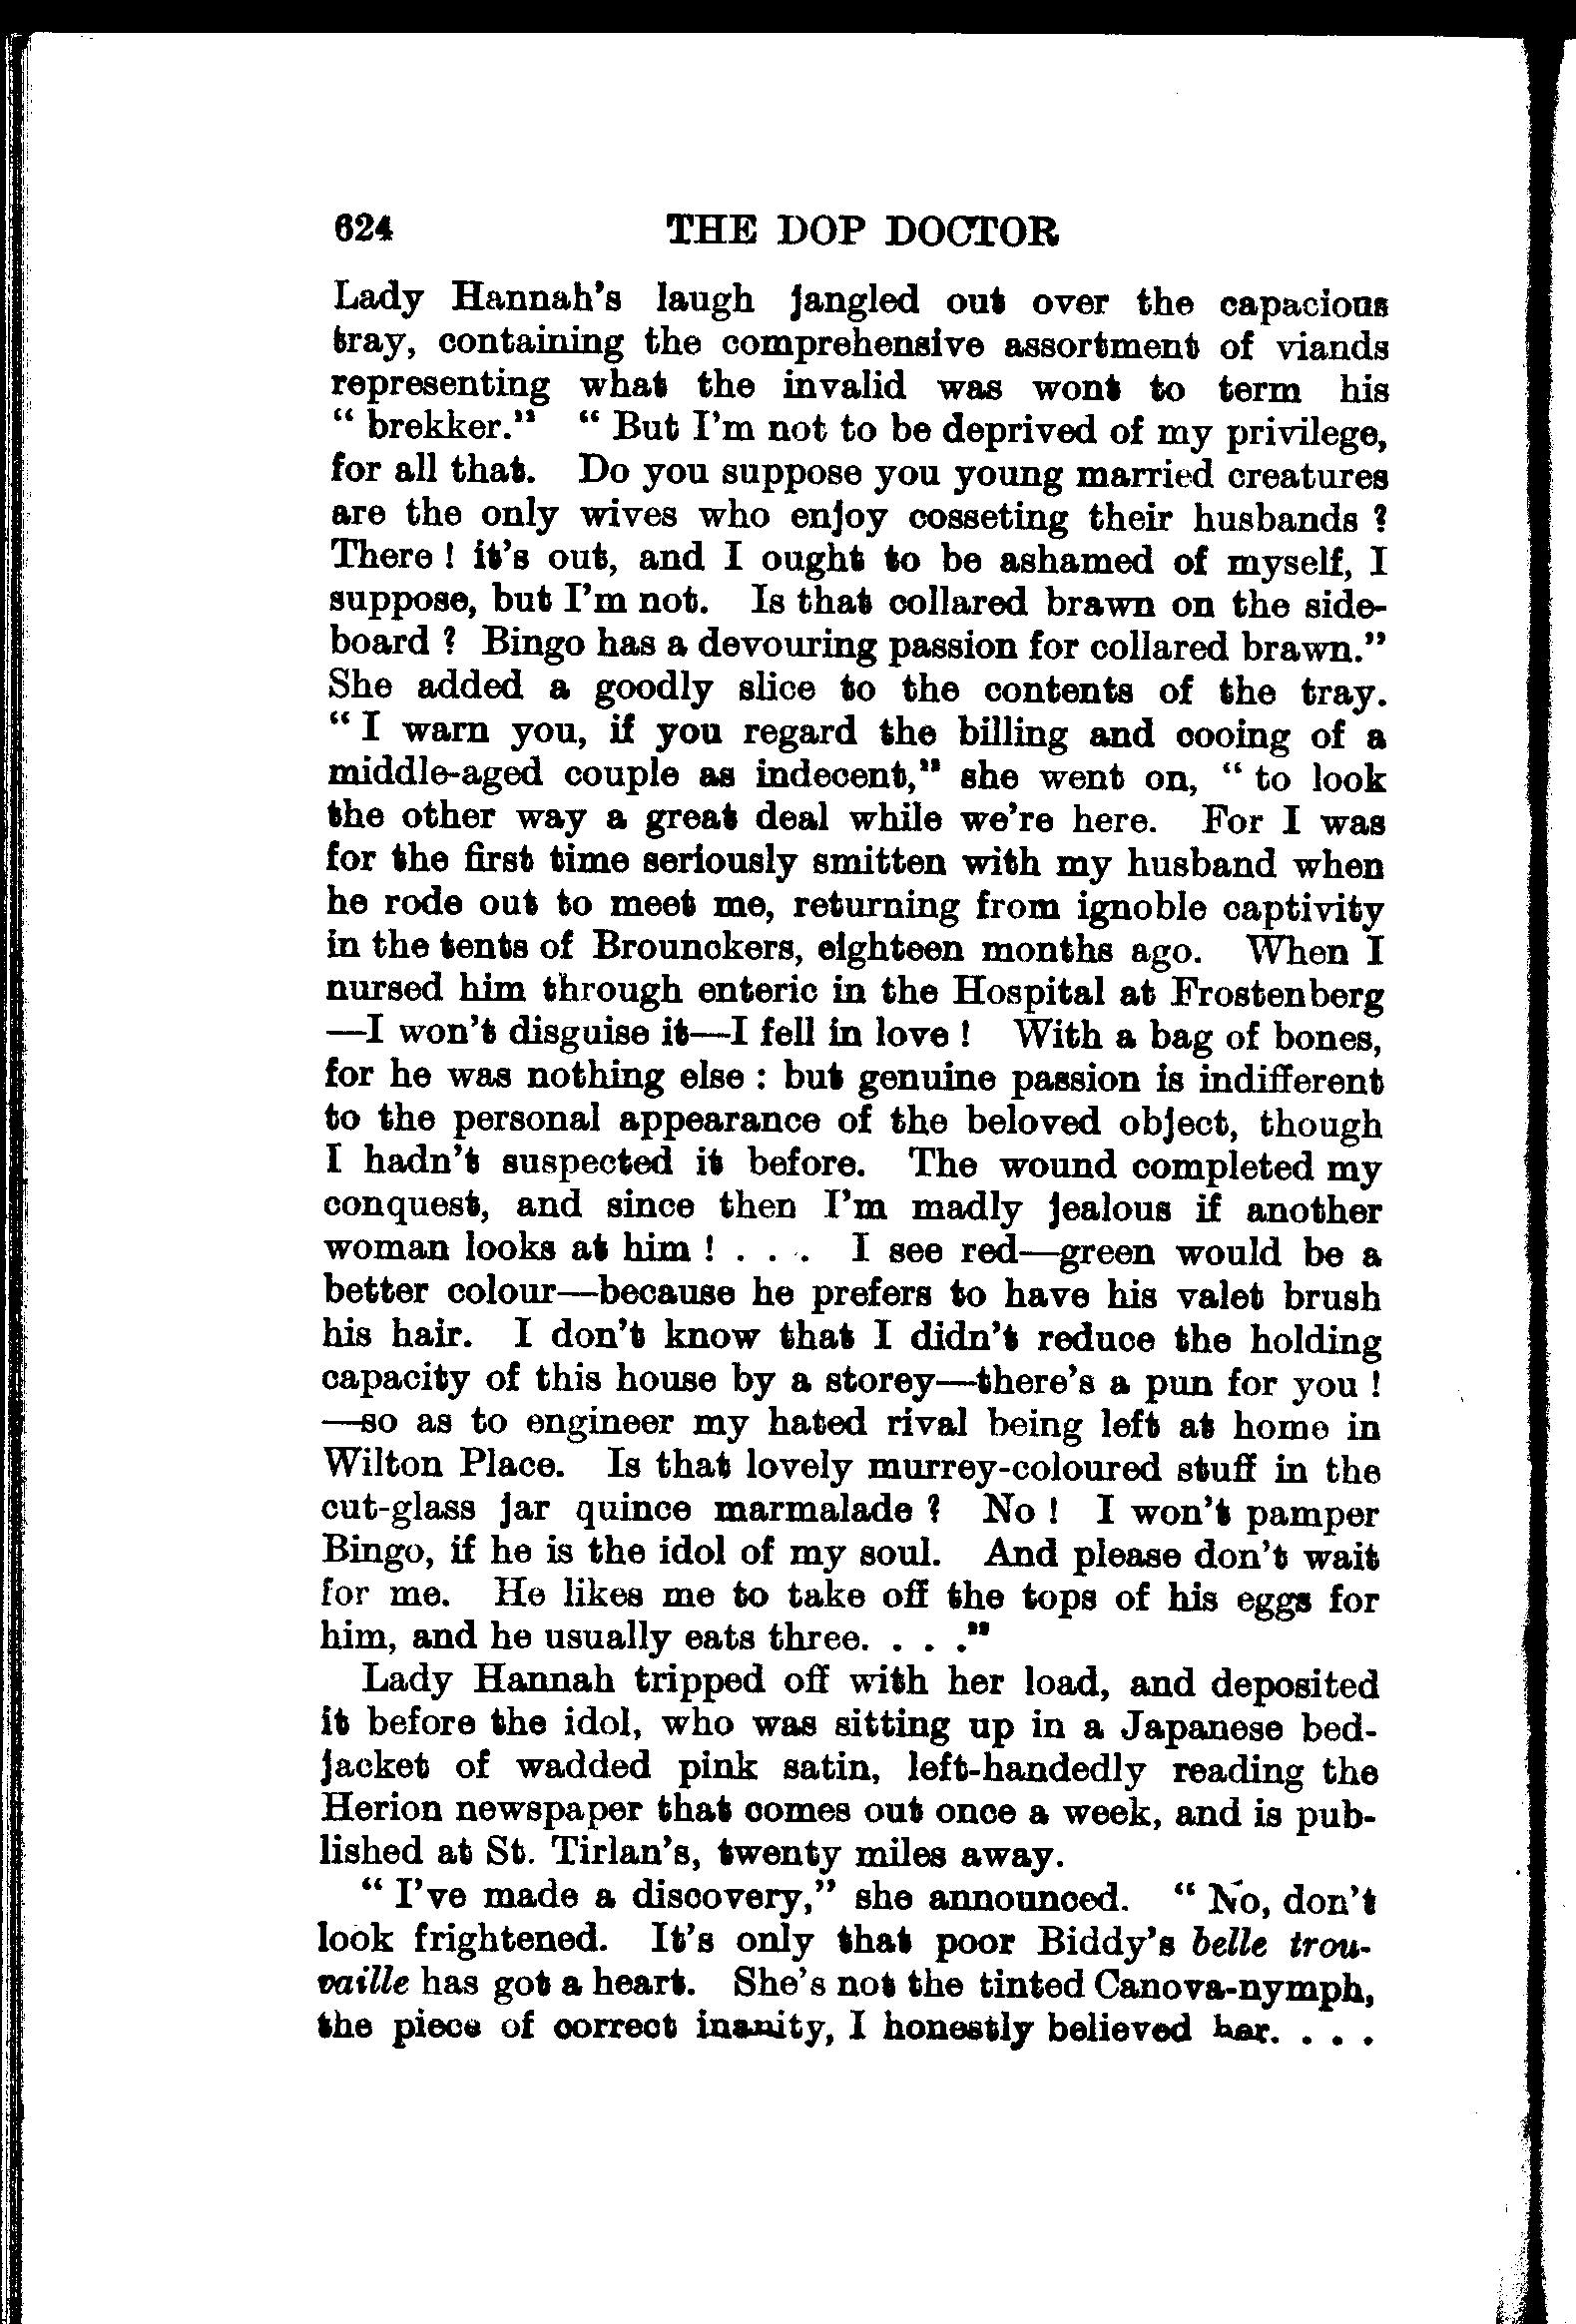 624 THE DOP DOCTOR
Lady Hannah's laugh jangled out over the capacious
tray, containing the comprehensive assortment of viands
representing what the invalid was wont to term his
" brekker." " But I'm not to be deprived of my privilege,
for all that. Do you suppose you young married creatures
are the only wives who enjoy cosseting their husbands ?
There ! it's out, and I ought to be ashamed of myself, I
suppose, but I'm not. Is that collared brawn on the side-
board ? Bingo has a devouring passion for collared brawn."
She added a goodly slice to the contents of the tray.
" I warn you, if you regard the billing and cooing of a
middle-aged couple as indecent," she went on, " to look
the other way a great deal while we're here. For I was
for the first time seriously smitten with my husband when
he rode out to meet me, returning from ignoble captivity
in the tents of Brounckers, eighteen months ago. When I
nursed him through enteric in the Hospital at Frostenberg
—I won't disguise it—I fell in love ! With a bag of bones,
for he was nothing else : but genuine passion is indifferent
to the personal appearance of the beloved object, though
I hadn't suspected it before. The wound completed my
conquest, and since then I'm madly jealous if another
woman looks at him ! . . . I see red—green would be a
better colour—because he prefers to have his valet brush
his hair. I don't know that I didn't reduce the holding
capacity of this house by a storey—there's a pun for you !
—so as to engineer my hated rival being left at home in
Wilton Place. Is that lovely murrey-coloured stuff in the
cut-glass jar quince marmalade ? No ! I won't pamper
Bingo, if he is the idol of my soul. And please don't wait
for me. He likes me to take off the tops of his eggs for
him, and he usually eats three. . . ."
Lady Hannah tripped off with her load, and deposited
it before the idol, who was sitting up in a Japanese bed-
jacket of wadded pink satin, left-handedly reading the
Herion newspaper that comes out once a week, and is pub-
lished at St. Tirlan's, twenty miles away.
" I've made a discovery," she announced. " No, don't
look frightened. It's only that poor Biddy's belle trou-
vaille has got a heart. She's not the tinted Canova-nymph,
the piece of correct inanity, I honestly believed her. . . .